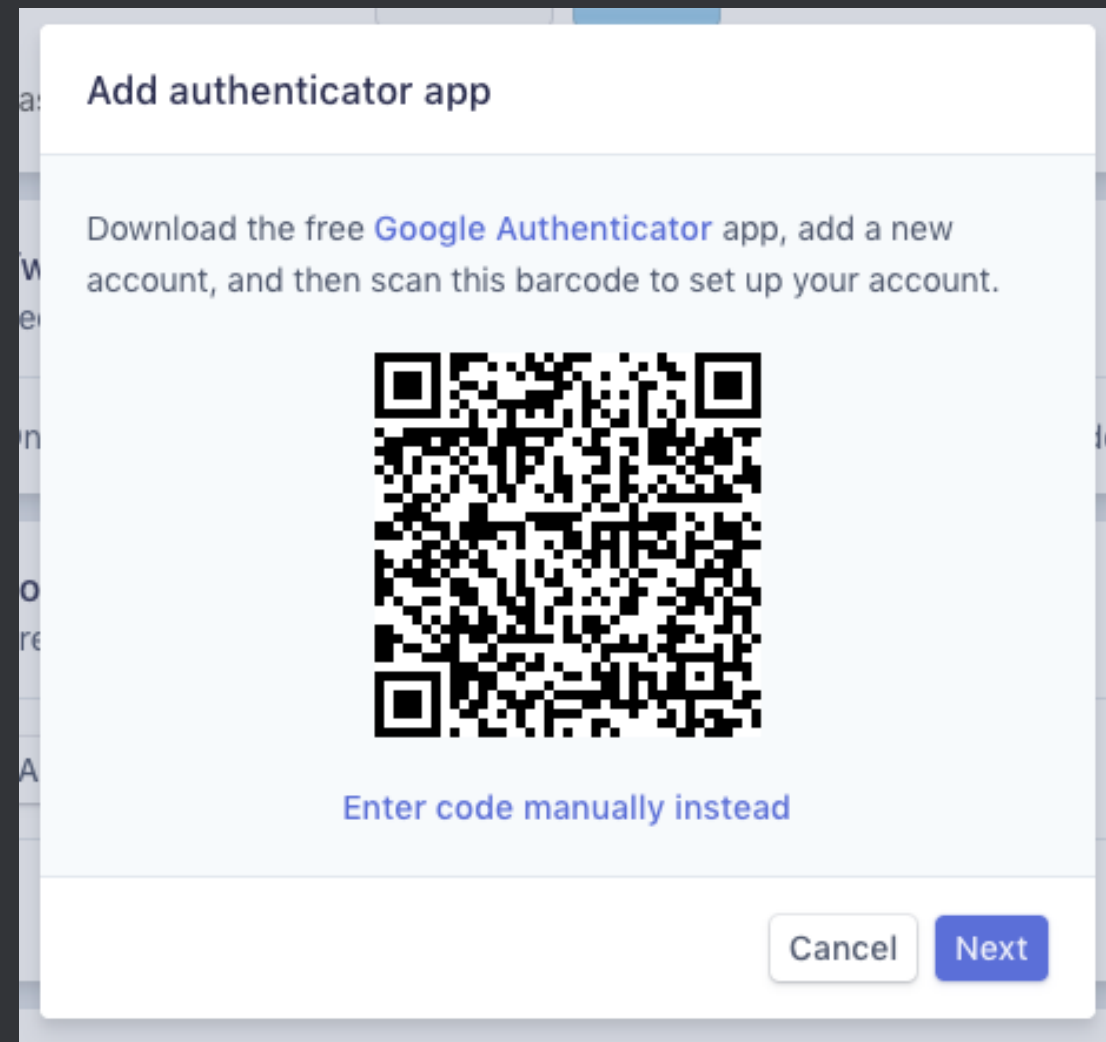 Add authenticator app
Download the free Google Authenticator app, add a new
account, and then scan this barcode to set up your account.
Enter code manually instead
Cancel
Next